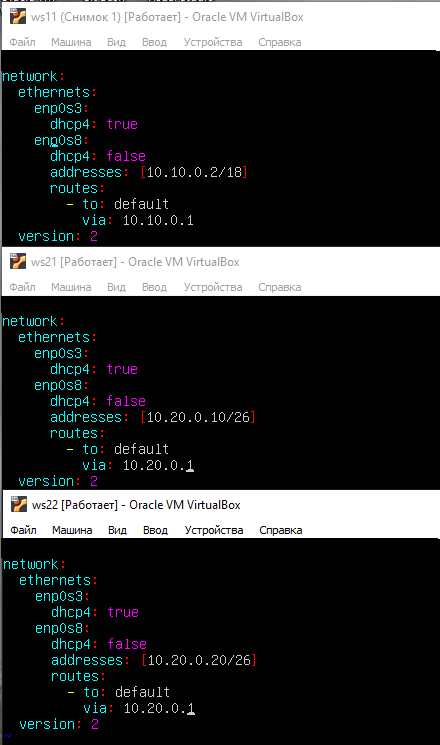 ws11 (Снимок 1) [Работает] - Oracle VM VirtualBox
Файл Машина Вид Ввод Устройства Справка
network:
  ethernets:
    enp0s3:
      dhcp4: true
    enp0s8:
      dhcp4: false
      addresses: [10.10.0.2/18]
      routes:
        - to: default
          via: 10.10.0.1
  version: 2
ws21 [Работает] - Oracle VM VirtualBox
Файл Машина Вид Ввод Устройства Справка
network:
  ethernets:
    enp0s3:
      dhcp4: true
    enp0s8:
      dhcp4: false
      addresses: [10.20.0.10/26]
      routes:
        - to: default
          via: 10.20.0.1
  version: 2
ws22 [Работает] - Oracle VM VirtualBox
Файл Машина Вид Ввод Устройства Справка
network:
  ethernets:
    enp0s3:
      dhcp4: true
    enp0s8:
      dhcp4: false
      addresses: [10.20.0.20/26]
      routes:
        - to: default
          via: 10.20.0.1
  version: 2
~